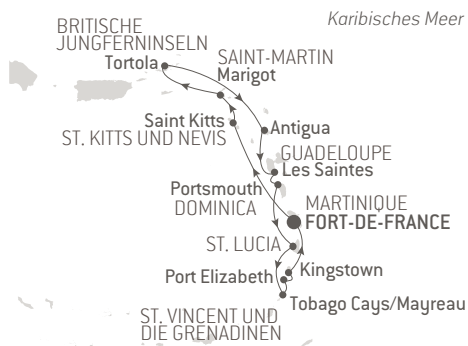 Karibisches Meer
BRITISCHE
JUNGFERNINSELN
Tortola
SAINT-MARTIN
Marigot
Saint Kitts
ST. KITTS UND NEVIS
Antigua
GUADELOUPE
Les Saintes
Portsmouth
DOMINICA
MARTINIQUE
FORT-DE-FRANCE
ST. LUCIA
Kingstown
Port Elizabeth
Tobago Cays/Mayreau
ST. VINCENT UND
DIE GRENADINEN